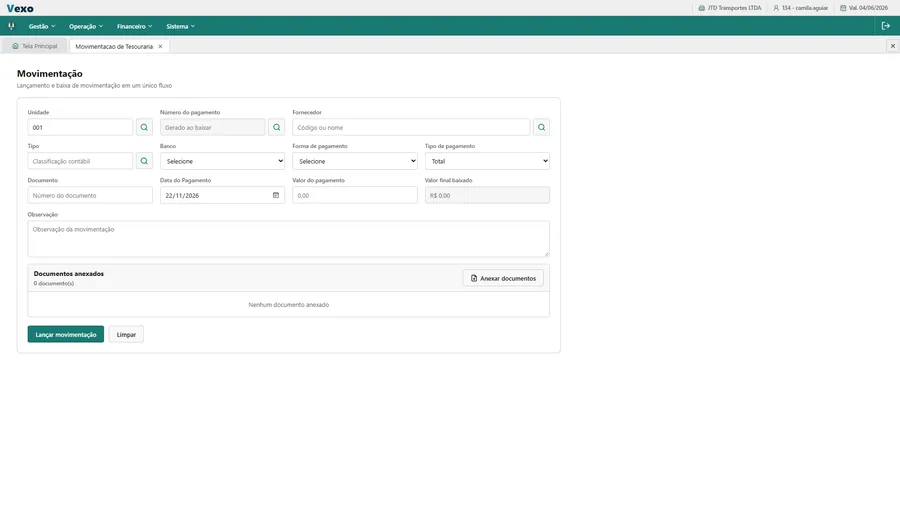 Vexo
JTD Transportes LTDA
134 - camila.aguiar
Val. 04/06/2026
Gestão
Operação
Financeiro
Sistema
Tela Principal
Movimentacao de Tesouraria
Movimentação
Lançamento e baixa de movimentação em um único fluxo
Unidade
Número do pagamento
Fornecedor
001
Gerado ao baixar
Código ou nome
Tipo
Banco
Forma de pagamento
Tipo de pagamento
Classificação contábil
Selecione
Selecione
Total
Documento
Data do Pagamento
Valor do pagamento
Valor final baixado
Número do documento
22/11/2026
0,00
R$ 0,00
Observação
Observação da movimentação
Documentos anexados
0 documento(s)
Anexar documentos
Nenhum documento anexado
Lançar movimentação
Limpar